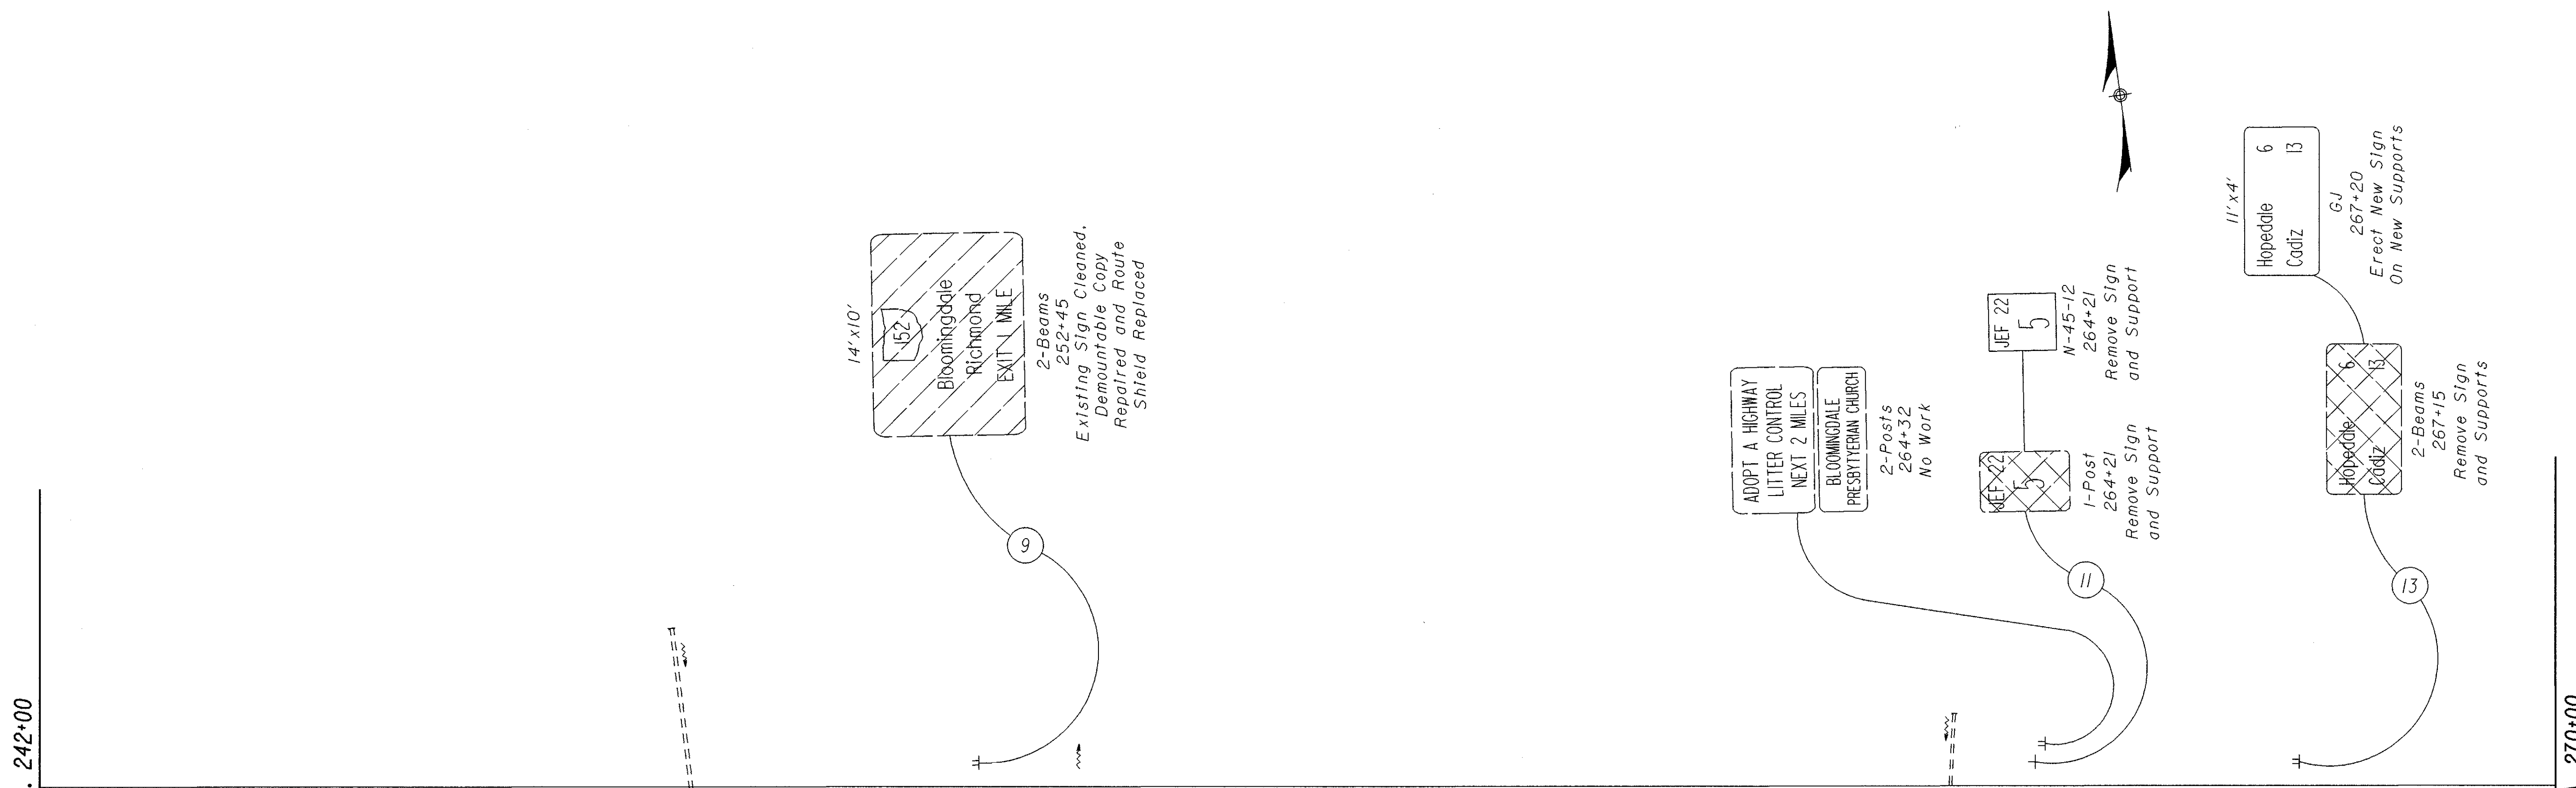 242+00
14'x10'
152
Bloomingdale
Richmond
EXIT 1 MILE
2-Beams
252+45
Existing Sign Cleaned,
Demountable Copy
Repaired and Route
Shield Replaced
9
ADOPT A HIGHWAY
LITTER CONTROL
NEXT 2 MILES
BLOOMINGDALE
PRESBYTYERIAN CHURCH
2-Posts
264+32
No Work
JEF 22
5
N-45-12
264+21
Remove Sign
and Support
JEF 22
5
1-Post
264+21
Remove Sign
and Support
11
11'x4'
Hopedale 6
Cadiz 13
GJ
267+20
Erect New Sign
On New Supports
Hopedale 6
Cadiz 13
2-Beams
267+15
Remove Sign
and Supports
13
270+00